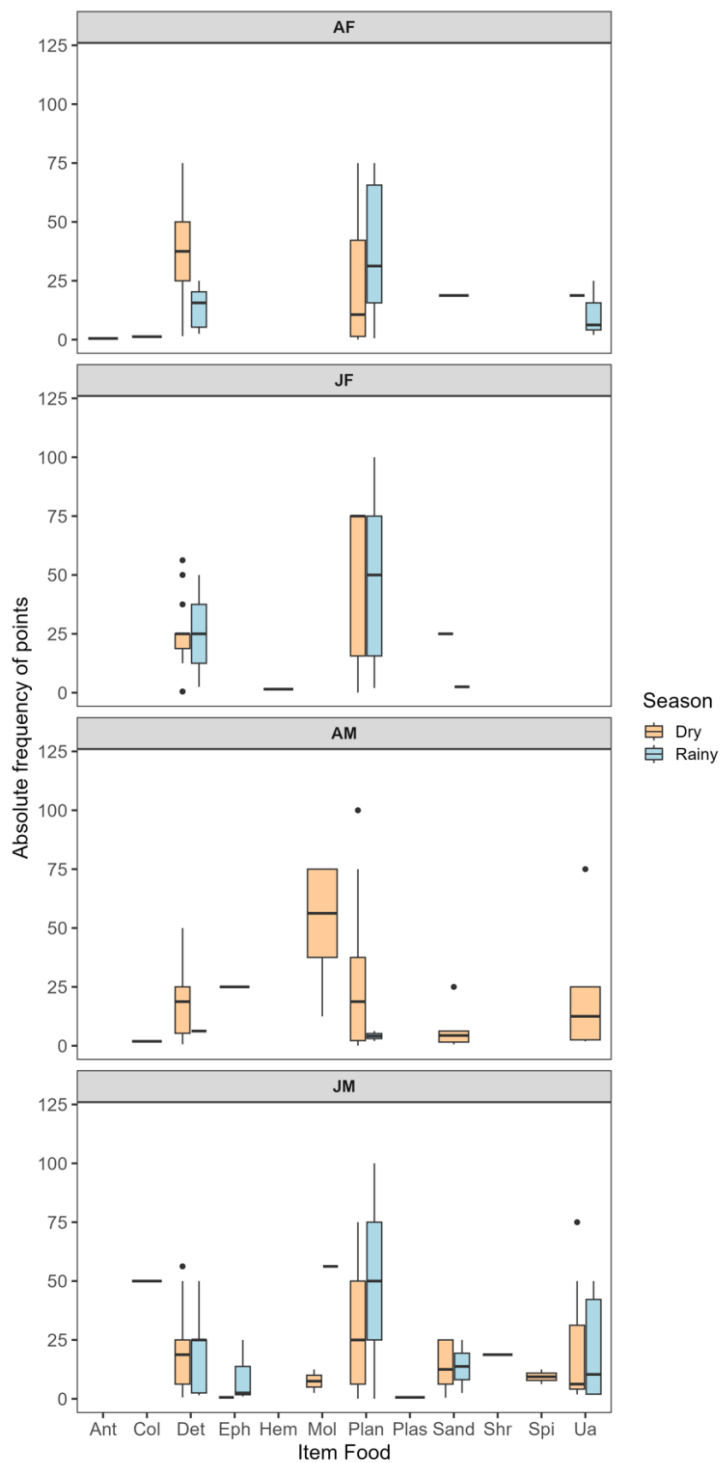 AF
125
100
75
50
25
0
JF
125
100
75
50
25
0
AM
125
100
75
50
25
0
JM
125
100
75
50
25
0
Ant Col Det Eph Hem Mol Plan Plas Sand Shr Spi Ua
Item Food
Absolute frequency of points
Season
Dry
Rainy